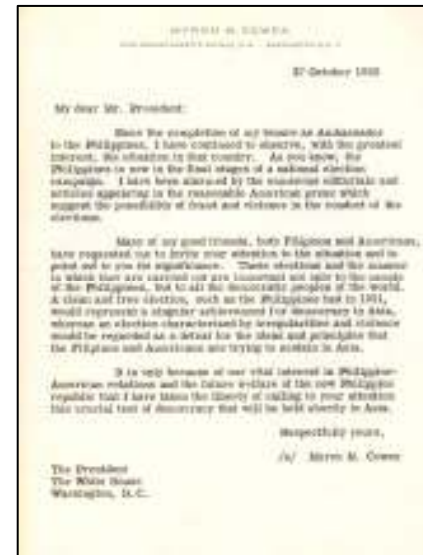 MYRON M. COWEN
27 October 1953
My dear Mr. President:
Since the completion of my tenure as Ambassador
to the Philippines, I have continued to observe, with the greatest
interest, the situation in that country. As you know, the
Philippines is now in the final stages of a national election
campaign. I have been alarmed by the numerous editorials and
articles appearing in the responsible American press which
suggest the possibility of fraud and violence in the conduct of the
elections.
Many of my good friends, both Filipinos and Americans,
have requested me to invite your attention to the situation and to
point out to you its significance. These elections and the manner
in which they are carried out are important not only to the people
of the Philippines, but to all the democratic peoples of the world.
A clean and free election, such as the Philippines had in 1951,
would represent a singular achievement for democracy in Asia,
whereas an election characterized by irregularities and violence
would be regarded as a defeat for the ideas and principles that
the Filipinos and Americans are trying to sustain in Asia.
It is only because of our vital interest in Philippine-
American relations and the future welfare of the new Philippine
republic that I have taken the liberty of calling to your attention
this crucial test of democracy that will be held shortly in Asia.
Respectfully yours,
/s/ Myron M. Cowen
The President
The White House
Washington, D. C.